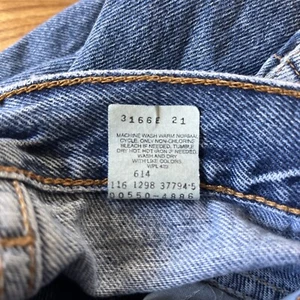 3166E 21
MACHINE WASH WARM NORMAL
CYCLE. ONLY NON-CHLORINE
BLEACH IF NEEDED. TUMBLE
DRY HOT. HOT IRON IF NEEDED.
WASH AND DRY
WITH LIKE COLORS.
614
116 1298 37794·5
00550-4886